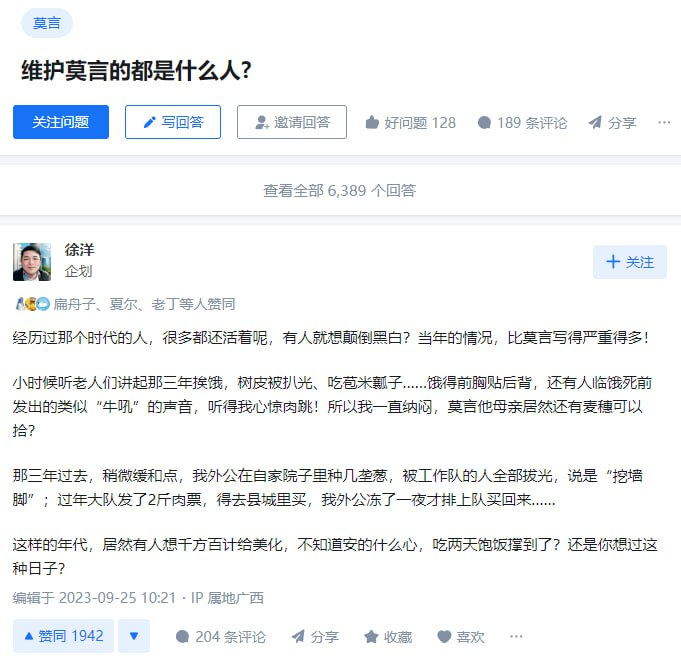 莫言
维护莫言的都是什么人?
关注问题
写回答
邀请回答
好问题 128
189 条评论
分享
···
查看全部 6,389 个回答
徐洋
企划
+ 关注
扁舟子、夏尔、老丁等人赞同
经历过那个时代的人，很多都还活着呢，有人就想颠倒黑白？当年的情况，比莫言写得严重得多！
小时候听老人们讲起那三年挨饿，树皮被扒光、吃苞米瓤子......饿得前胸贴后背，还有人临饿死前
发出的类似“牛吼”的声音，听得我心惊肉跳！所以我一直纳闷，莫言他母亲居然还有麦穗可以
拾?
那三年过去，稍微缓和点，我外公在自家院子里种几垄葱，被工作队的人全部拔光，说是“挖墙
脚”；过年大队发了2斤肉票，得去县城里买，我外公冻了一夜才排上队买回来......
这样的年代，居然有人想千方百计给美化，不知道安的什么心，吃两天饱饭撑到了？还是你想过这
种日子?
编辑于 2023-09-25 10:21・IP 属地广西
赞同 1942
204 条评论
分享
收藏
喜欢
···